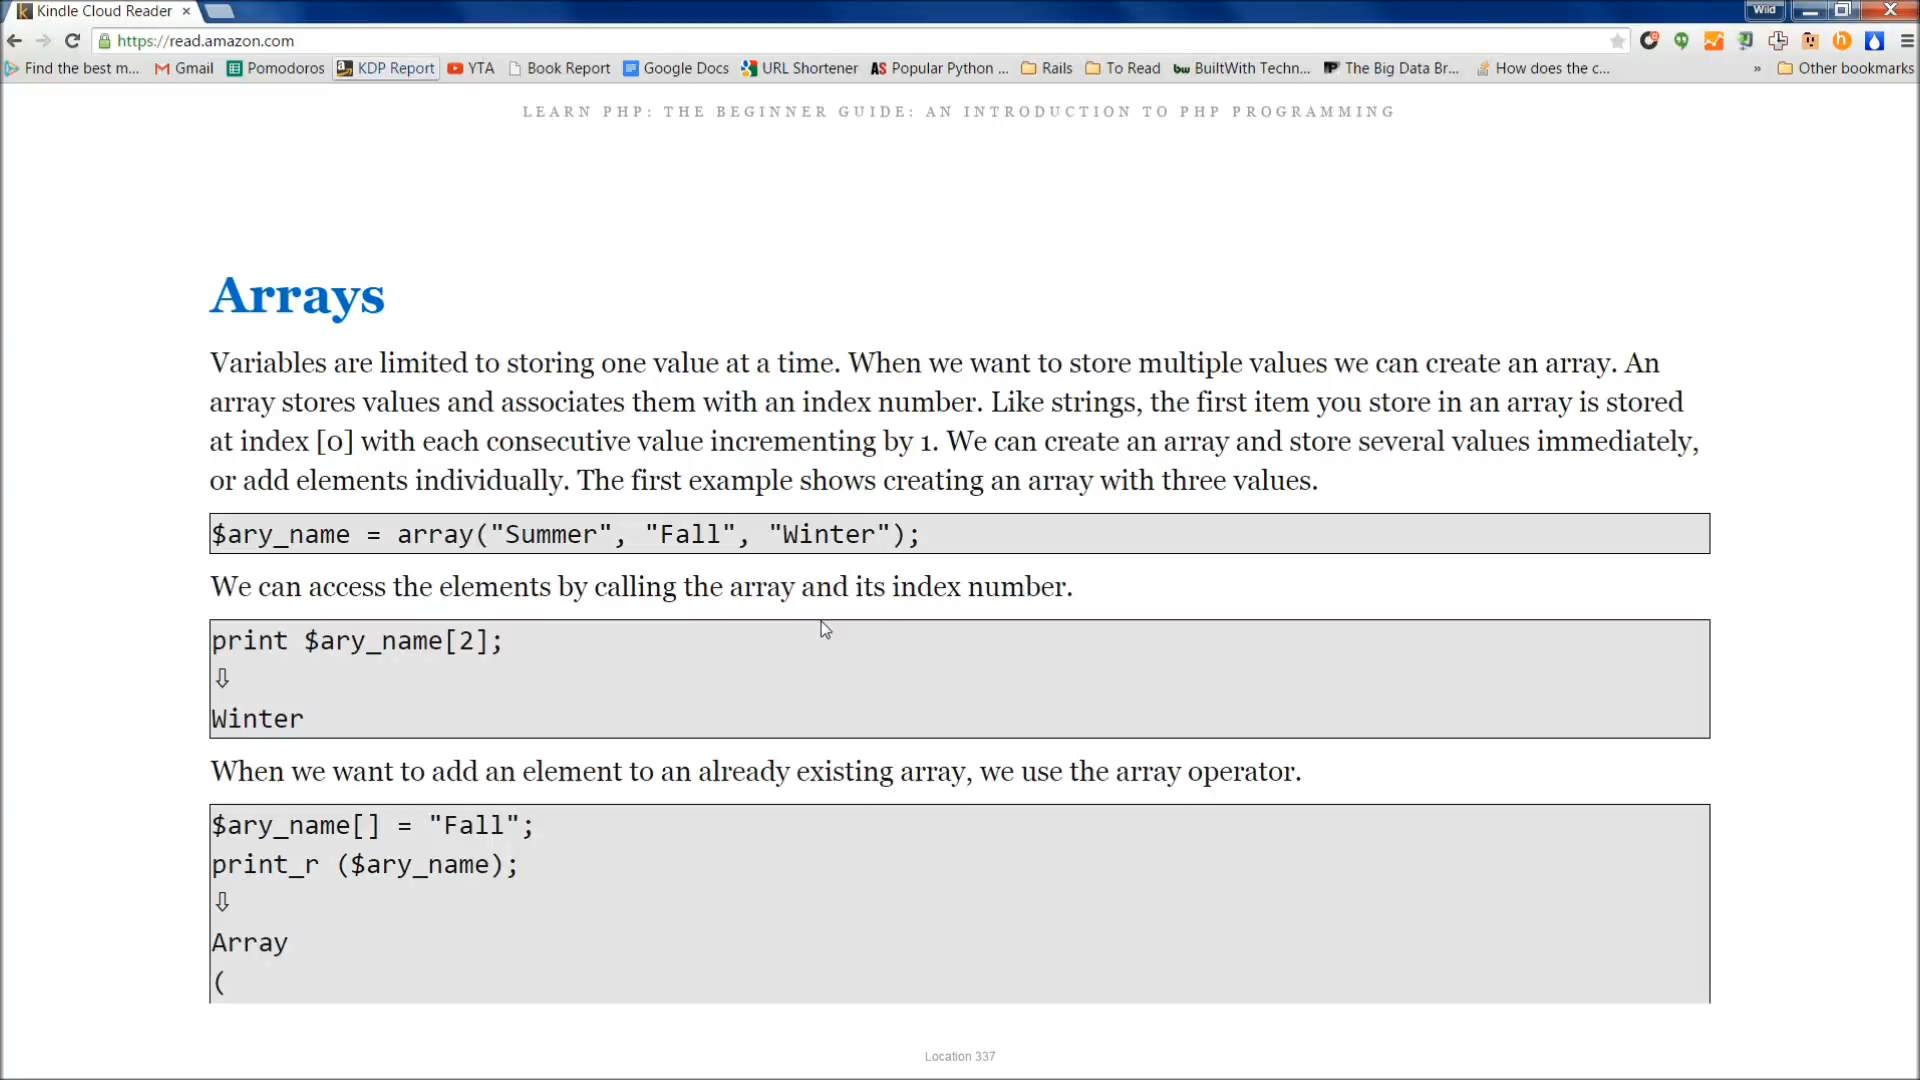 Kindle Cloud Reader
Wild
https://read.amazon.com
Find the best m... Gmail Pomodoros KDP Report YTA Book Report Google Docs URL Shortener Popular Python ... Rails To Read BuiltWith Techn... The Big Data Br... How does the c... » Other bookmarks
LEARN PHP: THE BEGINNER GUIDE: AN INTRODUCTION TO PHP PROGRAMMING
Arrays
Variables are limited to storing one value at a time. When we want to store multiple values we can create an array. An
array stores values and associates them with an index number. Like strings, the first item you store in an array is stored
at index [0] with each consecutive value incrementing by 1. We can create an array and store several values immediately,
or add elements individually. The first example shows creating an array with three values.
$ary_name = array("Summer", "Fall", "Winter");
We can access the elements by calling the array and its index number.
print $ary_name[2];
⇩
Winter
When we want to add an element to an already existing array, we use the array operator.
$ary_name[] = "Fall";
print_r ($ary_name);
⇩
Array
(
Location 337